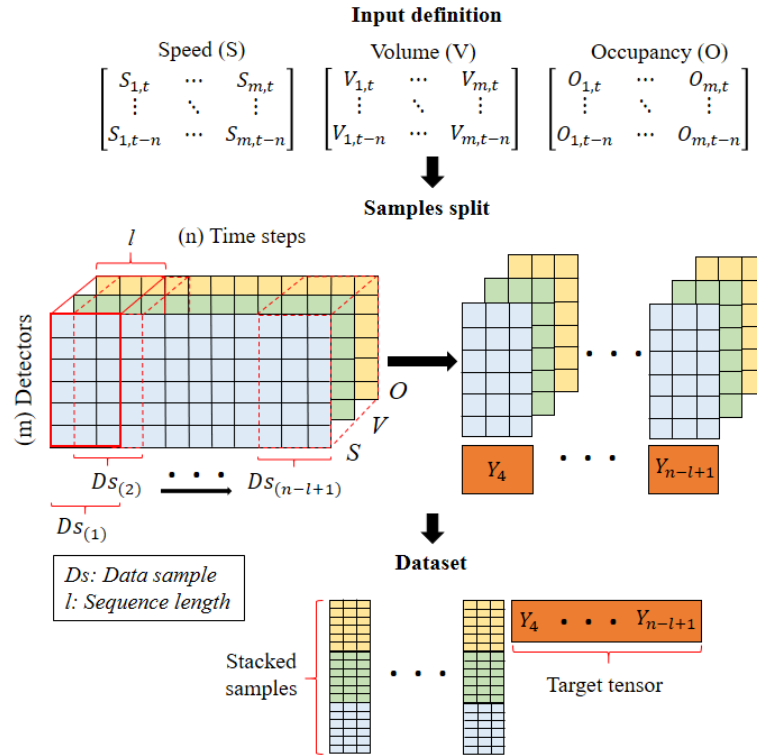 Input definition
Speed (S) Volume (V) Occupancy (O)
S₁,ₜ ⋯ Sₘ,ₜ V₁,ₜ ⋯ Vₘ,ₜ O₁,ₜ ⋯ Oₘ,ₜ
⋮ ⋱ ⋮ ⋮ ⋱ ⋮ ⋮ ⋱ ⋮
S₁,ₜ₋ₙ ⋯ Sₘ,ₜ₋ₙ V₁,ₜ₋ₙ ⋯ Vₘ,ₜ₋ₙ O₁,ₜ₋ₙ ⋯ Oₘ,ₜ₋ₙ
Samples split
l (n) Time steps
(m) Detectors
O
V
S
Ds₍₂₎ • • • Ds₍ₙ₋ₗ₊₁₎
Ds₍₁₎
• • •
Y₄ • • • Yₙ₋ₗ₊₁
Ds: Data sample
l: Sequence length
Dataset
Stacked
samples
• • •
Y₄ • • • Yₙ₋ₗ₊₁
Target tensor